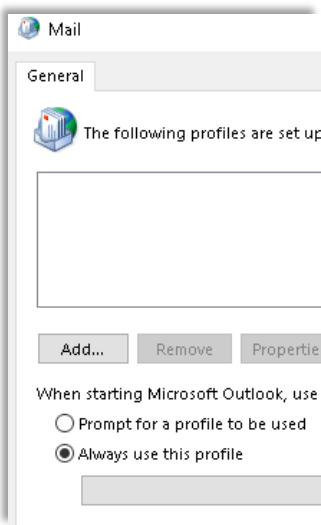 Mail
General
The following profiles are set up
Add... Remove Propertie
When starting Microsoft Outlook, use
Prompt for a profile to be used
Always use this profile